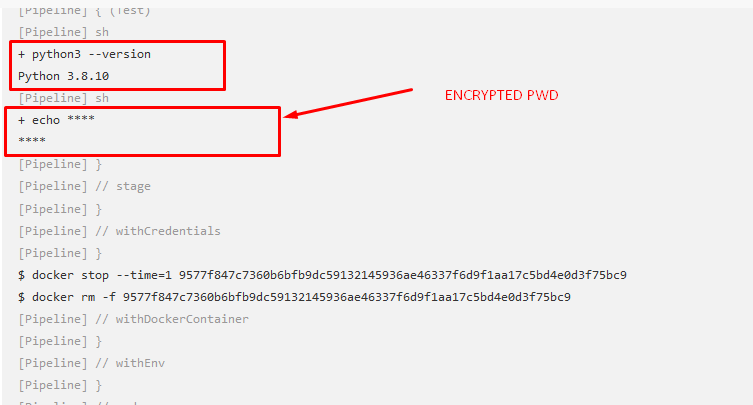 [Pipeline] { (Test)
[Pipeline] sh
+ python3 --version
Python 3.8.10
[Pipeline] sh
+ echo ****
****
ENCRYPTED PWD
[Pipeline] }
[Pipeline] // stage
[Pipeline] }
[Pipeline] // withCredentials
[Pipeline] }
$ docker stop --time=1 9577f847c7360b6bfb9dc59132145936ae46337f6d9f1aa17c5bd4e0d3f75bc9
$ docker rm -f 9577f847c7360b6bfb9dc59132145936ae46337f6d9f1aa17c5bd4e0d3f75bc9
[Pipeline] // withDockerContainer
[Pipeline] }
[Pipeline] // withEnv
[Pipeline] }
[Pipeline] //